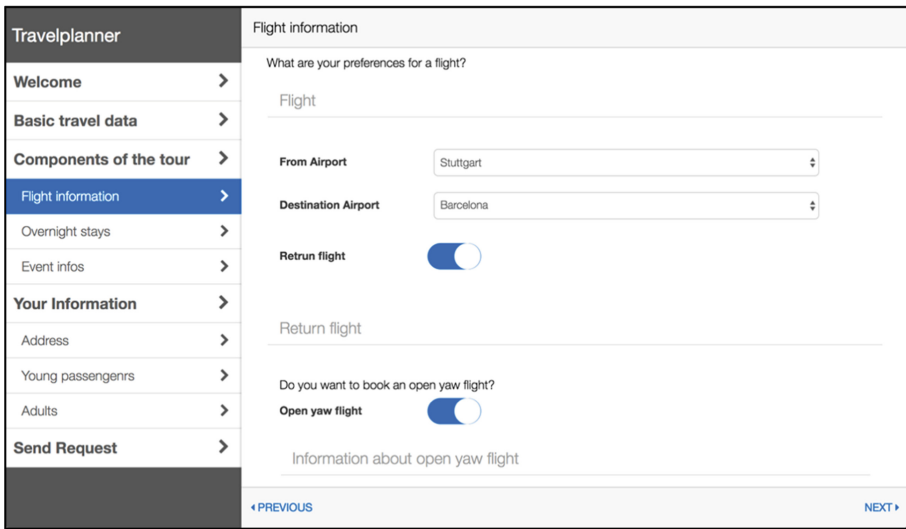 Travelplanner
Welcome
Basic travel data
Components of the tour
Flight information
Overnight stays
Event infos
Your Information
Address
Young passengenrs
Adults
Send Request
Flight information
What are your preferences for a flight?
Flight
From Airport Stuttgart
Destination Airport Barcelona
Retrun flight
Return flight
Do you want to book an open yaw flight?
Open yaw flight
Information about open yaw flight
PREVIOUS NEXT